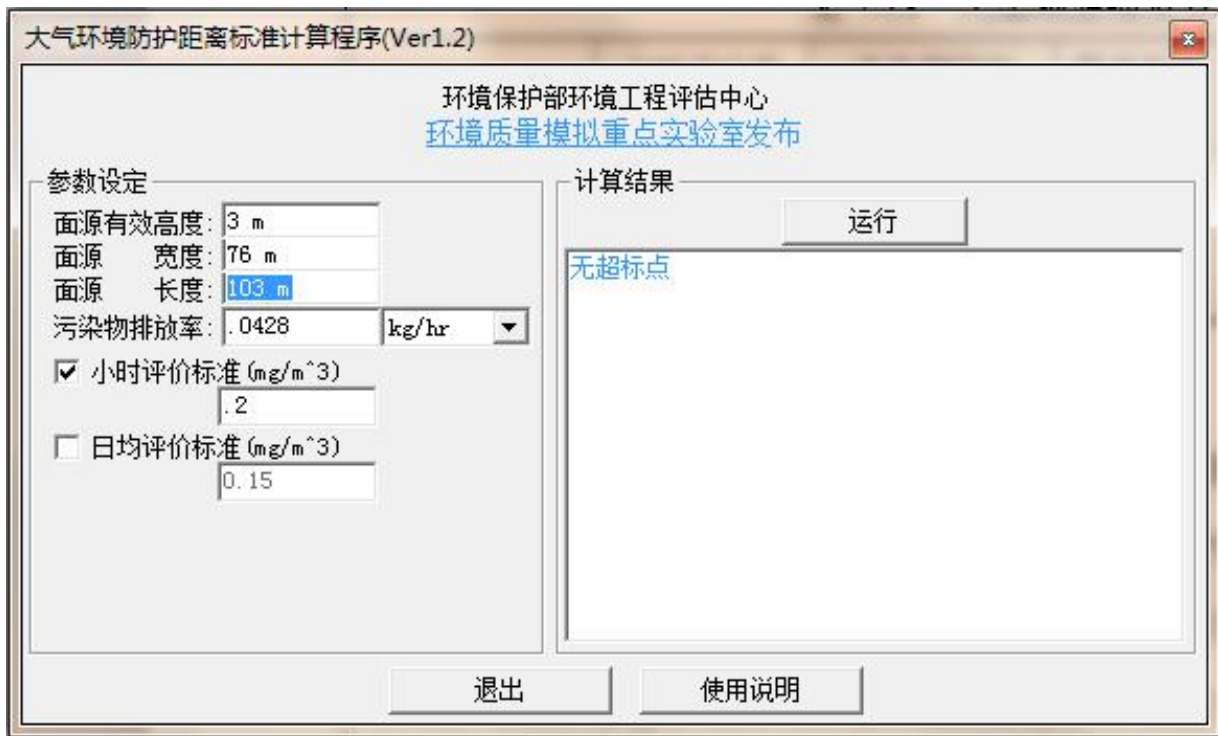 大气环境防护距离标准计算程序(Ver1.2)
环境保护部环境工程评估中心
环境质量模拟重点实验室发布
参数设定
面源有效高度: 3 m
面源 宽度: 76 m
面源 长度: 103 m
污染物排放率: .0428 kg/hr
小时评价标准(mg/m^3)
.2
日均评价标准(mg/m^3)
0.15
计算结果
运行
无超标点
退出
使用说明